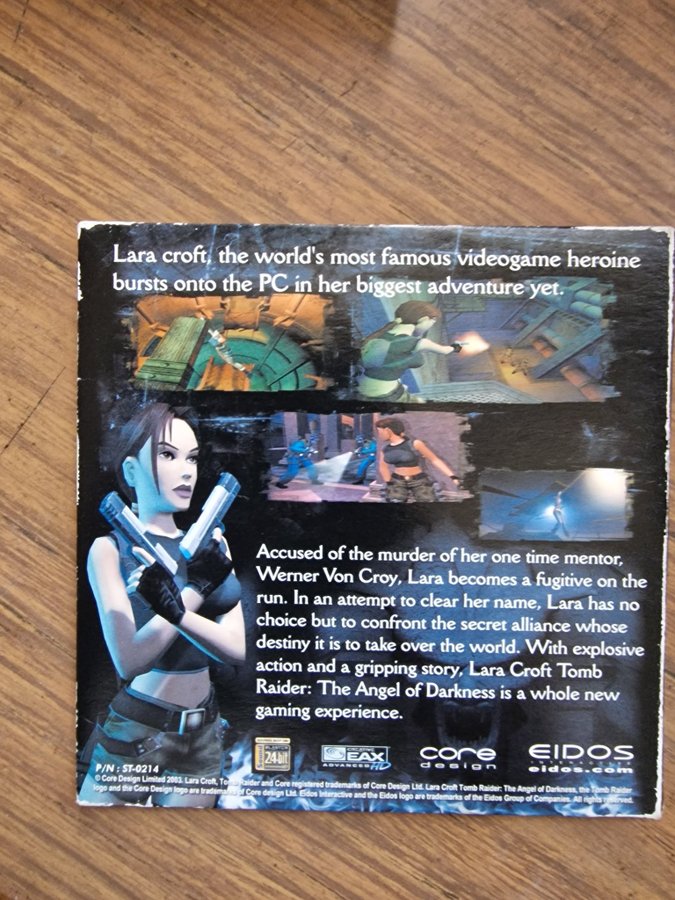 Lara croft, the world's most famous videogame heroine
bursts onto the PC in her biggest adventure yet.
Accused of the murder of her one time mentor,
Werner Von Croy, Lara becomes a fugitive on the
run. In an attempt to clear her name, Lara has no
choice but to confront the secret alliance whose
destiny it is to take over the world. With explosive
action and a gripping story, Lara Croft Tomb
Raider: The Angel of Darkness is a whole new
gaming experience.
P/N : ST-0214
BLASTER
24-bit
CREATIVE
EAX
ADVANCED HD
core
design
EIDOS
INTERACTIVE
eidos.com
© Core Design Limited 2003. Lara Croft, Tomb Raider and Core registered trademarks of Core Design Ltd. Lara Croft Tomb Raider: The Angel of Darkness, the Tomb Raider
logo and the Core Design logo are trademarks of Core design Ltd. Eidos Interactive and the Eidos logo are trademarks of the Eidos Group of Companies. All rights reserved.